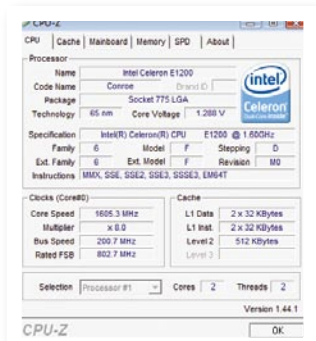 CPU-Z
CPU Cache Mainboard Memory SPD About
Processor
Name Intel Celeron E1200
Code Name Conroe Brand ID
Package Socket 775 LGA
Technology 65 nm Core Voltage 1.288 V
(intel)
Celeron
Specification Intel(R) Celeron(R) CPU E1200 @ 1.60GHz
Family 6 Model F Stepping D
Ext. Family 6 Ext. Model F Revision M0
Instructions MMX, SSE, SSE2, SSE3, SSSE3, EM64T
Clocks (Core#0)
Core Speed 1605.3 MHz
Multiplier x 8.0
Bus Speed 200.7 MHz
Rated FSB 802.7 MHz
Cache
L1 Data 2 x 32 KBytes
L1 Inst. 2 x 32 KBytes
Level 2 512 KBytes
Level 3
Selection Processor #1 Cores 2 Threads 2
Version 1.44.1
CPU-Z OK